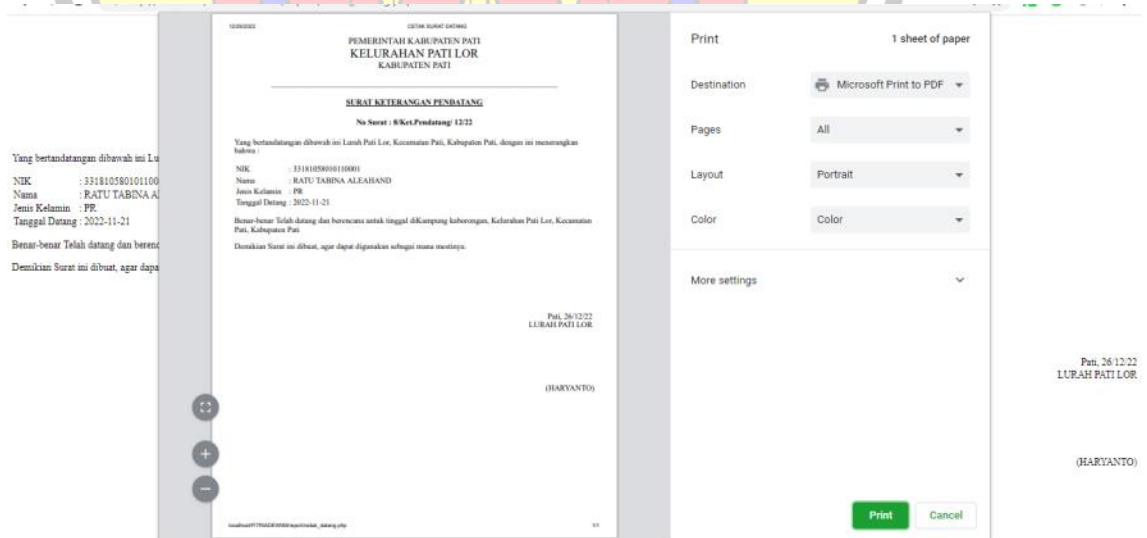 Yang bertandatangan dibawah ini Lu
NIK : 331810580101100
Nama : RATU TABINA A
Jenis Kelamin : PR
Tanggal Datang : 2022-11-21
Benar-benar Telah datang dan berenc
Demikian Surat ini dibuat, agar dapa
CETAK SURAT DATANG
PEMERINTAH KABUPATEN PATI
KELURAHAN PATI LOR
KABUPATEN PATI
SURAT KETERANGAN PENDATANG
No Surat : 8/Ket.Pendatang/ 12/22
Yang bertandatangan dibawah ini Lurah Pati Lor, Kecamatan Pati, Kabupaten Pati, dengan ini menerangkan
bahwa :
NIK : 33181058010110001
Nama : RATU TABINA ALEAHAND
Jenis Kelamin : PR
Tanggal Datang : 2022-11-21
Benar-benar Telah datang dan berencana untuk tinggal diKampung kaborongan, Kelurahan Pati Lor, Kecamatan
Pati, Kabupaten Pati
Demikian Surat ini dibuat, agar dapat digunakan sebagai mana mestinya.
Pati, 26/12/22
LURAH PATI LOR
(HARYANTO)
1/1
Print 1 sheet of paper
Destination Microsoft Print to PDF
Pages All
Layout Portrait
Color Color
More settings
Print Cancel
Pati, 26/12/22
LURAH PATI LOR
(HARYANTO)